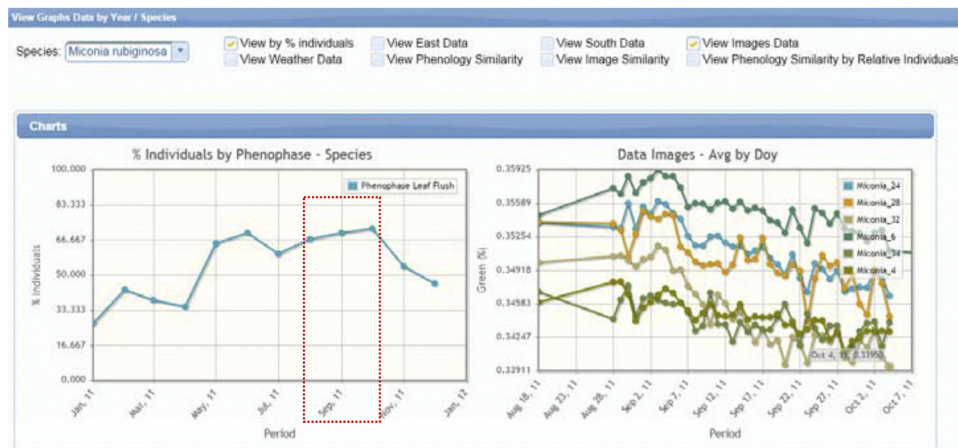 View Graphs Data by Year / Species
Species: Miconia rubiginosa
View by % individuals
View East Data
View South Data
View Images Data
View Weather Data
View Phenology Similarity
View Image Similarity
View Phenology Similarity by Relative Individuals
Charts
% Individuals by Phenophase - Species
100.000
83.333
66.667
50.000
33.333
16.667
0.000
% Individuals
Phenophase Leaf Flush
Jan, 11
Mar, 11
May, 11
Jul, 11
Sep, 11
Nov, 11
Jan, 12
Period
Data Images - Avg by Doy
0.35925
0.35589
0.35254
0.34918
0.34583
0.34247
0.33911
Green (%)
Miconia_24
Miconia_28
Miconia_32
Miconia_6
Miconia_34
Miconia_4
Oct 4, 11, 0.33950
Aug 18, 11
Aug 23, 11
Aug 28, 11
Sep 2, 11
Sep 7, 11
Sep 12, 11
Sep 17, 11
Sep 22, 11
Sep 27, 11
Oct 2, 11
Oct 7, 11
Period